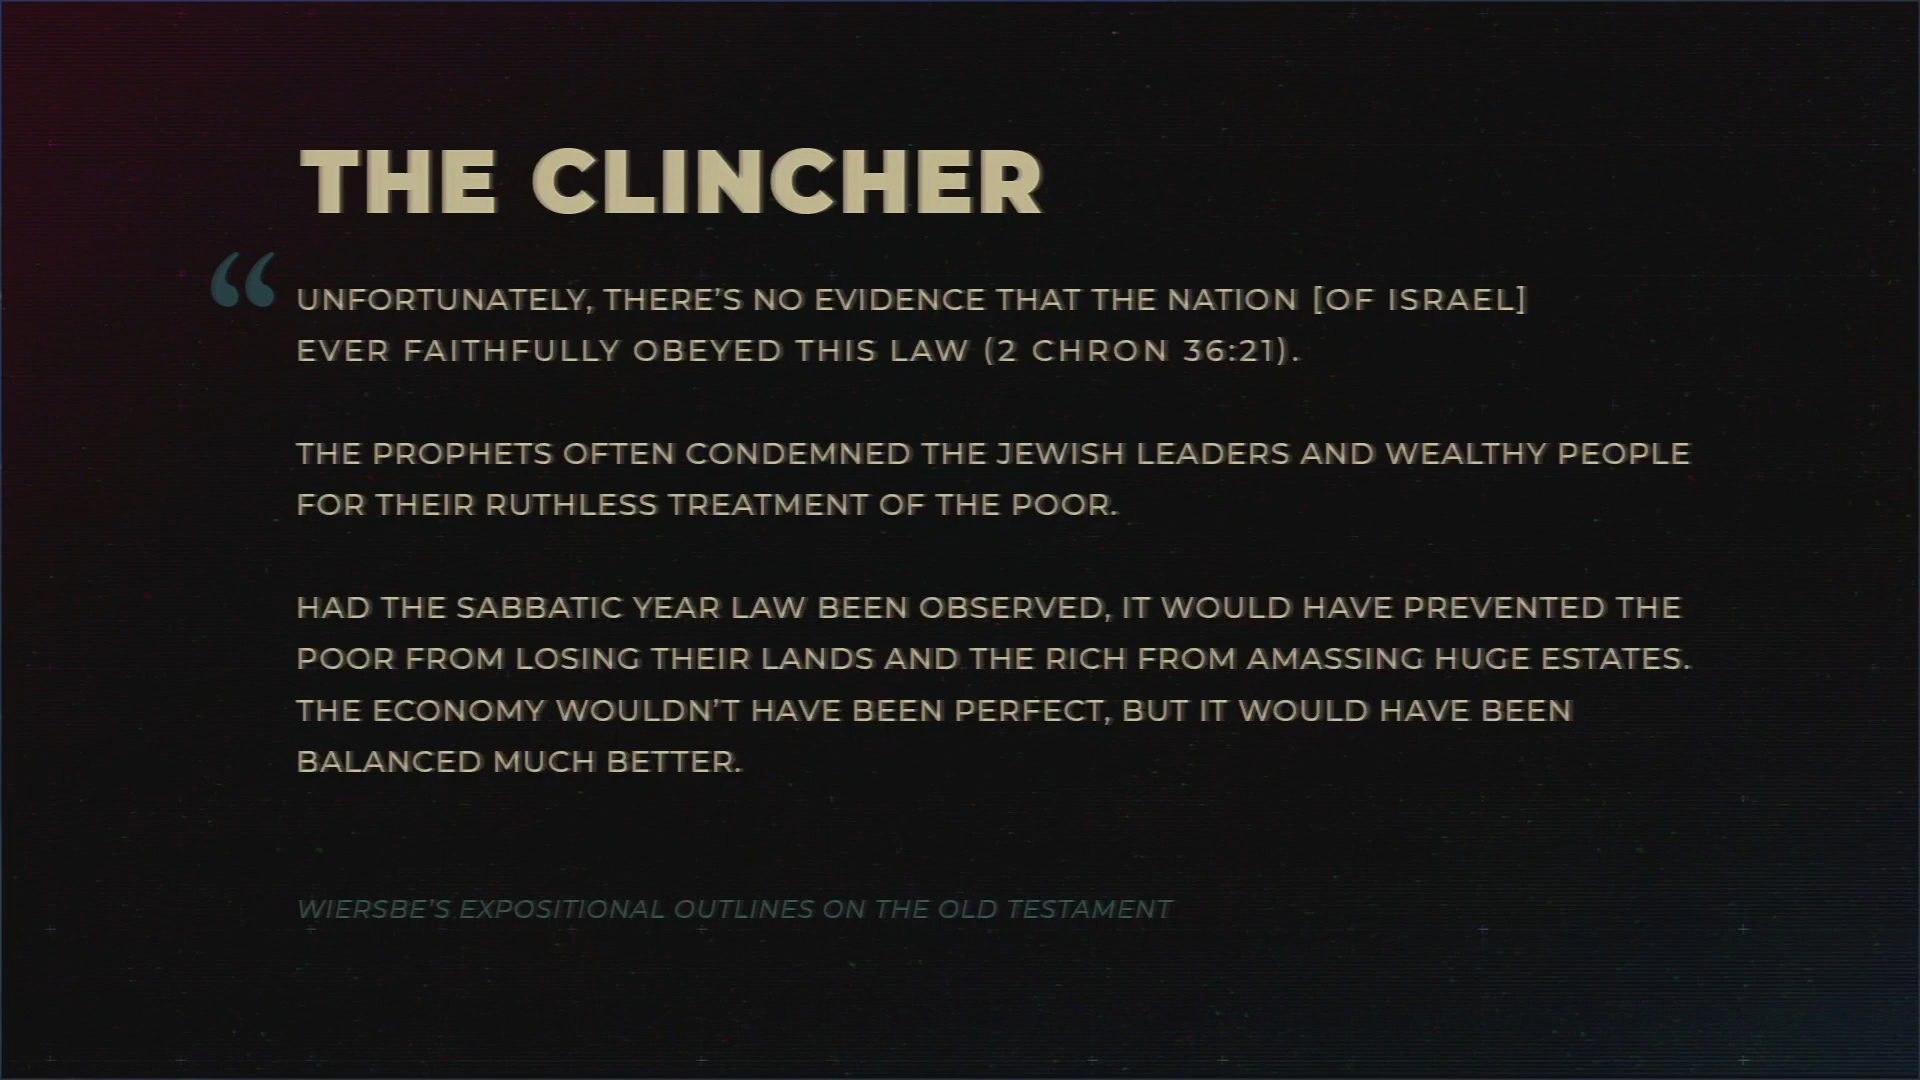 THE CLINCHER
“
UNFORTUNATELY, THERE’S NO EVIDENCE THAT THE NATION [OF ISRAEL]
EVER FAITHFULLY OBEYED THIS LAW (2 CHRON 36:21).
THE PROPHETS OFTEN CONDEMNED THE JEWISH LEADERS AND WEALTHY PEOPLE
FOR THEIR RUTHLESS TREATMENT OF THE POOR.
HAD THE SABBATIC YEAR LAW BEEN OBSERVED, IT WOULD HAVE PREVENTED THE
POOR FROM LOSING THEIR LANDS AND THE RICH FROM AMASSING HUGE ESTATES.
THE ECONOMY WOULDN’T HAVE BEEN PERFECT, BUT IT WOULD HAVE BEEN
BALANCED MUCH BETTER.
WIERSBE’S EXPOSITIONAL OUTLINES ON THE OLD TESTAMENT